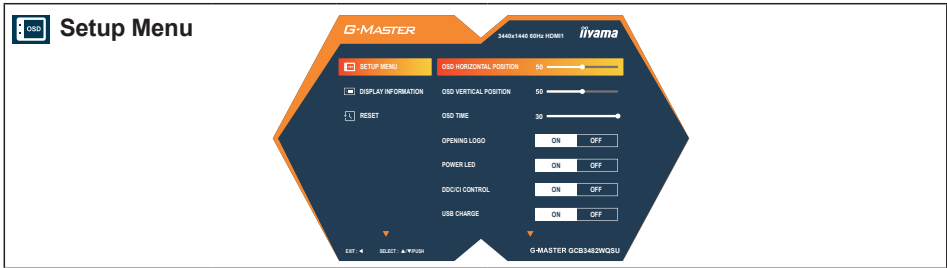 OSD Setup Menu
G-MASTER
3440x1440 60Hz HDMI1 iiyama
SETUP MENU OSD HORIZONTAL POSITION 50
DISPLAY INFORMATION OSD VERTICAL POSITION 50
RESET OSD TIME 30
OPENING LOGO ON OFF
POWER LED ON OFF
DDC/CI CONTROL ON OFF
USB CHARGE ON OFF
EXIT : ◀ SELECT : ▲/▼/PUSH G-MASTER GCB3482WQSU